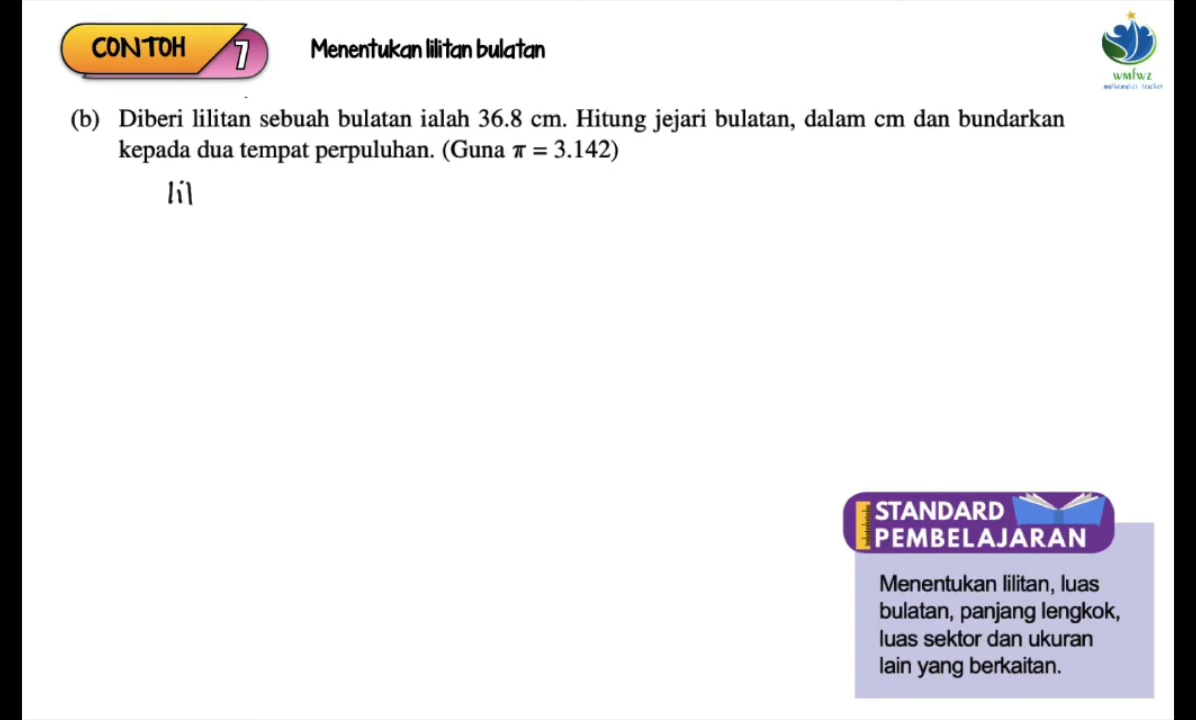 CONTOH 7 Menentukan lilitan bulatan
WMFWZ
mathematics teacher
(b) Diberi lilitan sebuah bulatan ialah 36.8 cm. Hitung jejari bulatan, dalam cm dan bundarkan
kepada dua tempat perpuluhan. (Guna π = 3.142)
lil
STANDARD
PEMBELAJARAN
Menentukan lilitan, luas
bulatan, panjang lengkok,
luas sektor dan ukuran
lain yang berkaitan.